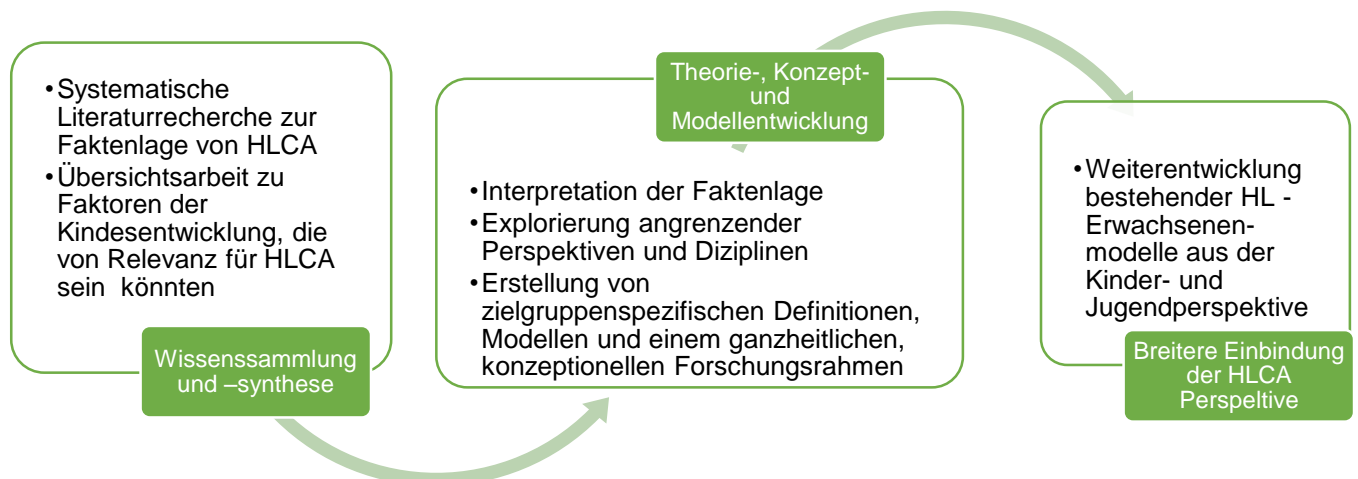 •Systematische
Literaturrecherche zur
Faktenlage von HLCA
•Übersichtsarbeit zu
Faktoren der
Kindesentwicklung, die
von Relevanz für HLCA
sein könnten
Wissenssammlung
und –synthese
Theorie-, Konzept-
und
Modellentwicklung
•Interpretation der Faktenlage
•Explorierung angrenzender
Perspektiven und Diziplinen
•Erstellung von
zielgruppenspezifischen Definitionen,
Modellen und einem ganzheitlichen,
konzeptionellen Forschungsrahmen
•Weiterentwicklung
bestehender HL -
Erwachsenen-
modelle aus der
Kinder- und
Jugendperspektive
Breitere Einbindung
der HLCA
Perspeltive